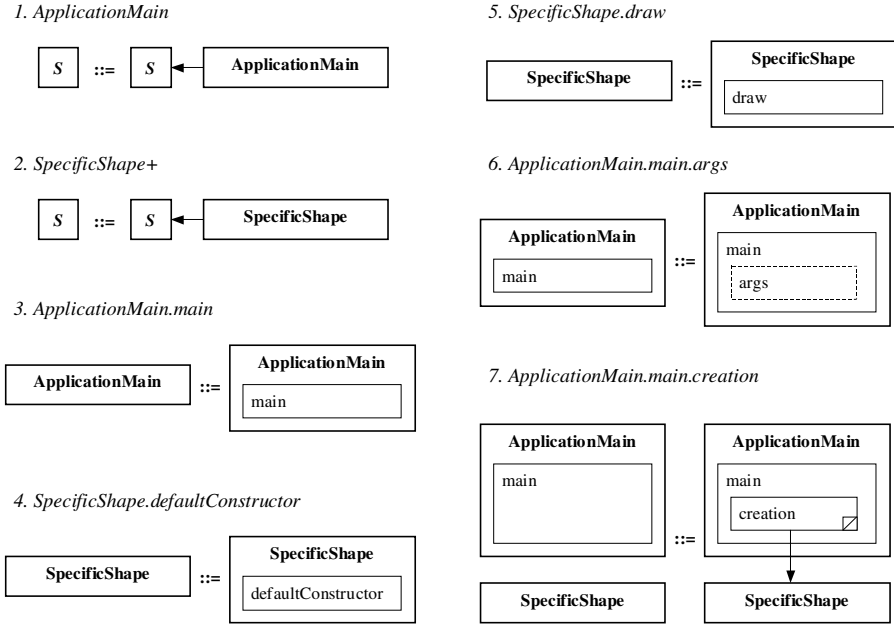 1. ApplicationMain
S ::= S ApplicationMain
2. SpecificShape+
S ::= S SpecificShape
3. ApplicationMain.main
ApplicationMain ::= ApplicationMain
main
4. SpecificShape.defaultConstructor
SpecificShape ::= SpecificShape
defaultConstructor
5. SpecificShape.draw
SpecificShape ::= SpecificShape
draw
6. ApplicationMain.main.args
ApplicationMain ::= ApplicationMain
main main
args
7. ApplicationMain.main.creation
ApplicationMain ApplicationMain
main main
creation
::=
SpecificShape SpecificShape